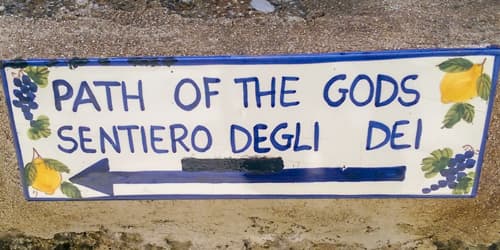 PATH OF THE GODS
SENTIERO DEGLI DEI